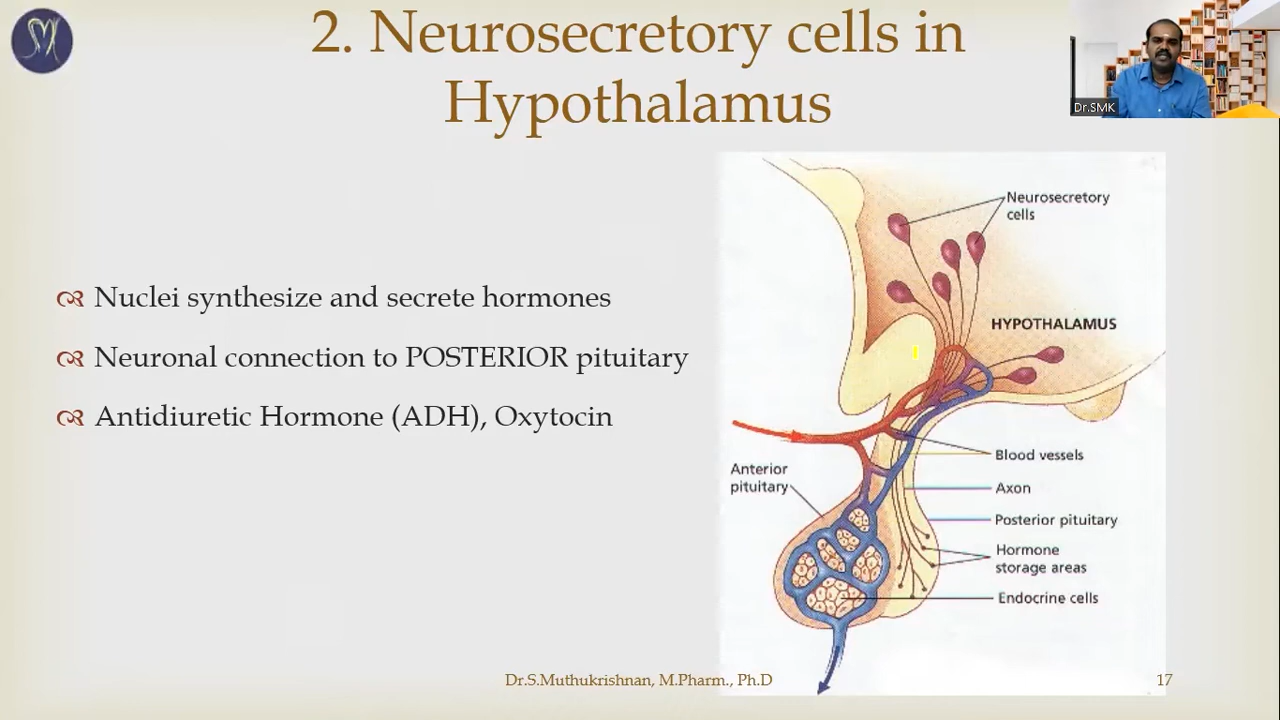 2. Neurosecretory cells in
Hypothalamus
Dr.SMK
Nuclei synthesize and secrete hormones
Neuronal connection to POSTERIOR pituitary
Antidiuretic Hormone (ADH), Oxytocin
Neurosecretory
cells
HYPOTHALAMUS
Blood vessels
Anterior
pituitary
Axon
Posterior pituitary
Hormone
storage areas
Endocrine cells
Dr.S.Muthukrishnan, M.Pharm., Ph.D
17